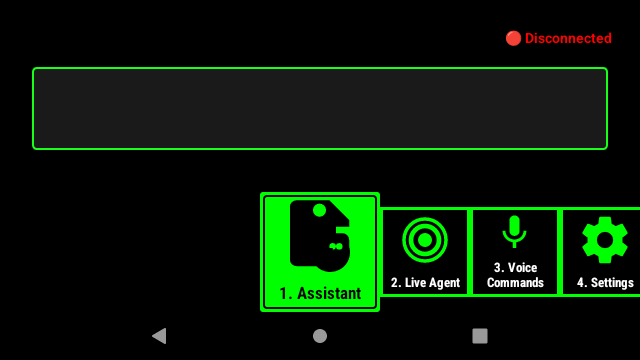 Disconnected
1. Assistant
2. Live Agent
3. Voice
Commands
4. Settings